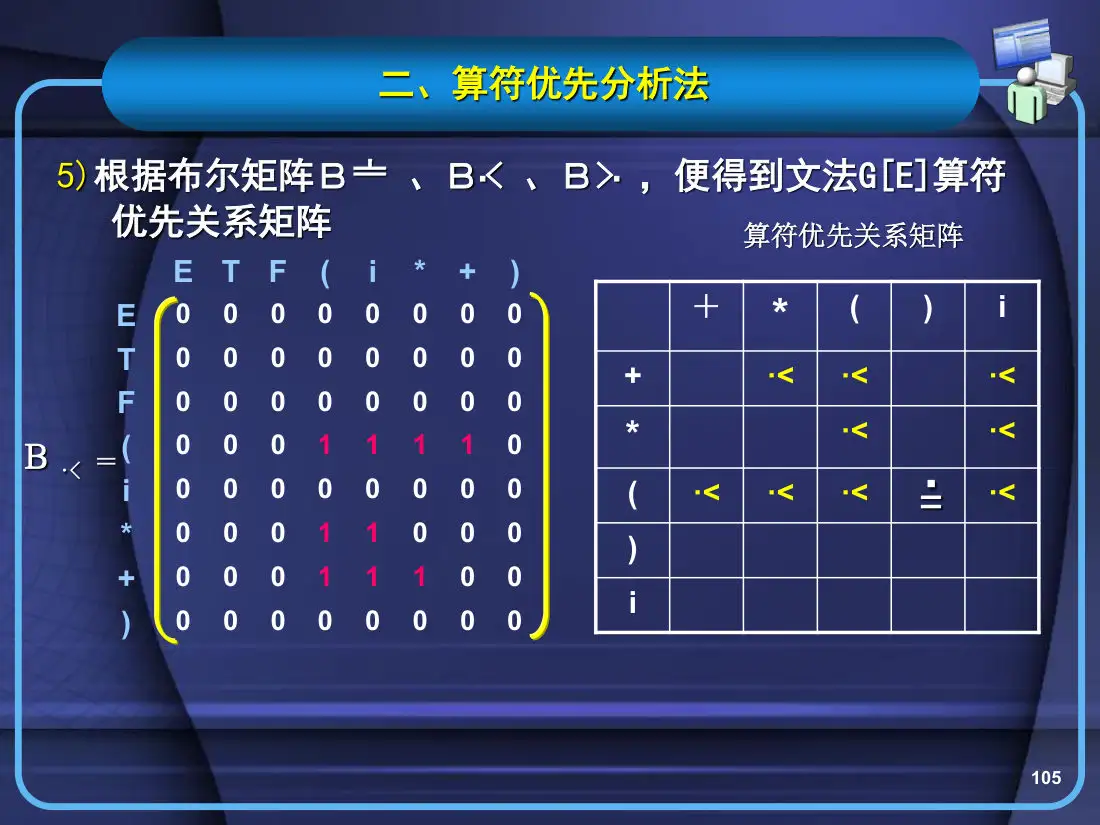 二、算符优先分析法
5)根据布尔矩阵B≐ 、B⋖ 、B⋗ ，便得到文法G[E]算符
优先关系矩阵
算符优先关系矩阵
E T F ( i * + )
E 0 0 0 0 0 0 0 0
T 0 0 0 0 0 0 0 0
F 0 0 0 0 0 0 0 0
( 0 0 0 1 1 1 1 0
B ·< =
i 0 0 0 0 0 0 0 0
* 0 0 0 1 1 0 0 0
+ 0 0 0 1 1 1 0 0
) 0 0 0 0 0 0 0 0
＋ * ( ) i
+ ·< ·< ·<
* ·< ·<
( ·< ·< ·< ≐ ·<
)
i
105